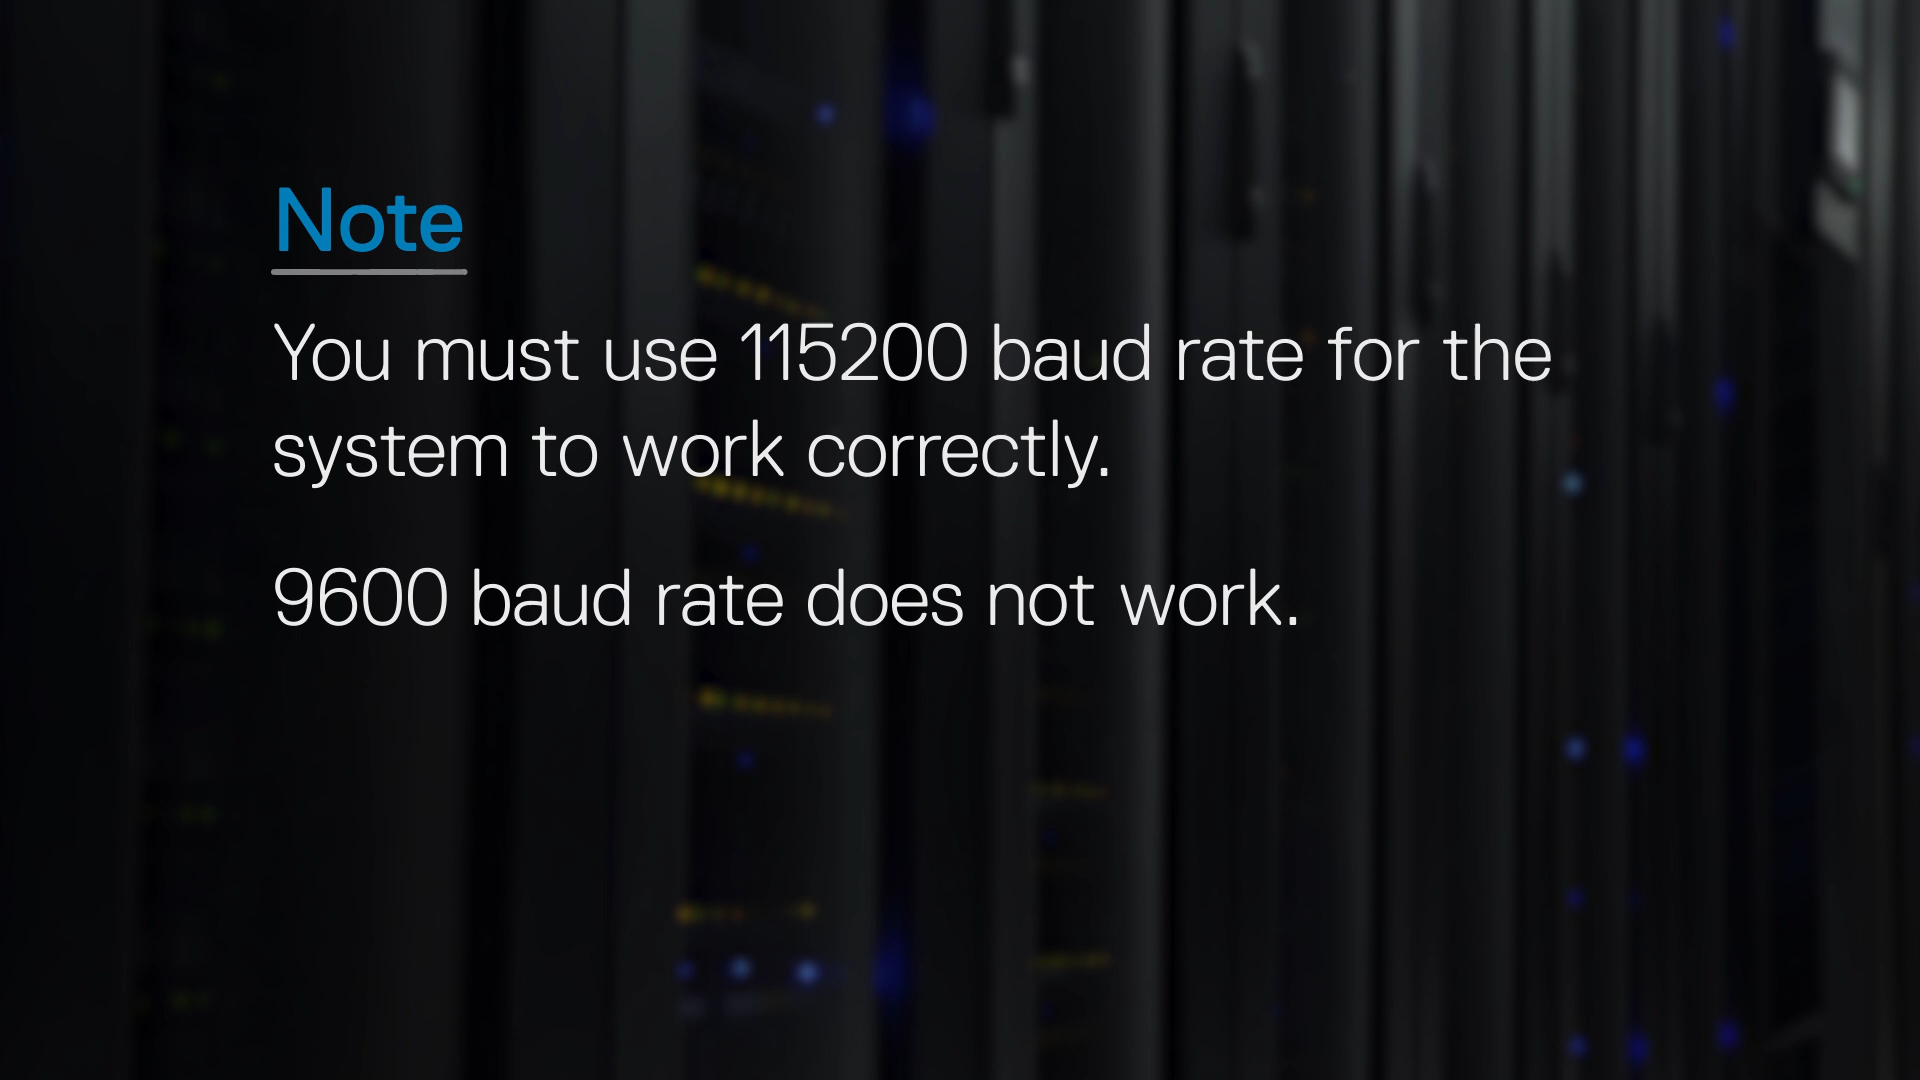 Note
You must use 115200 baud rate for the
system to work correctly.
9600 baud rate does not work.